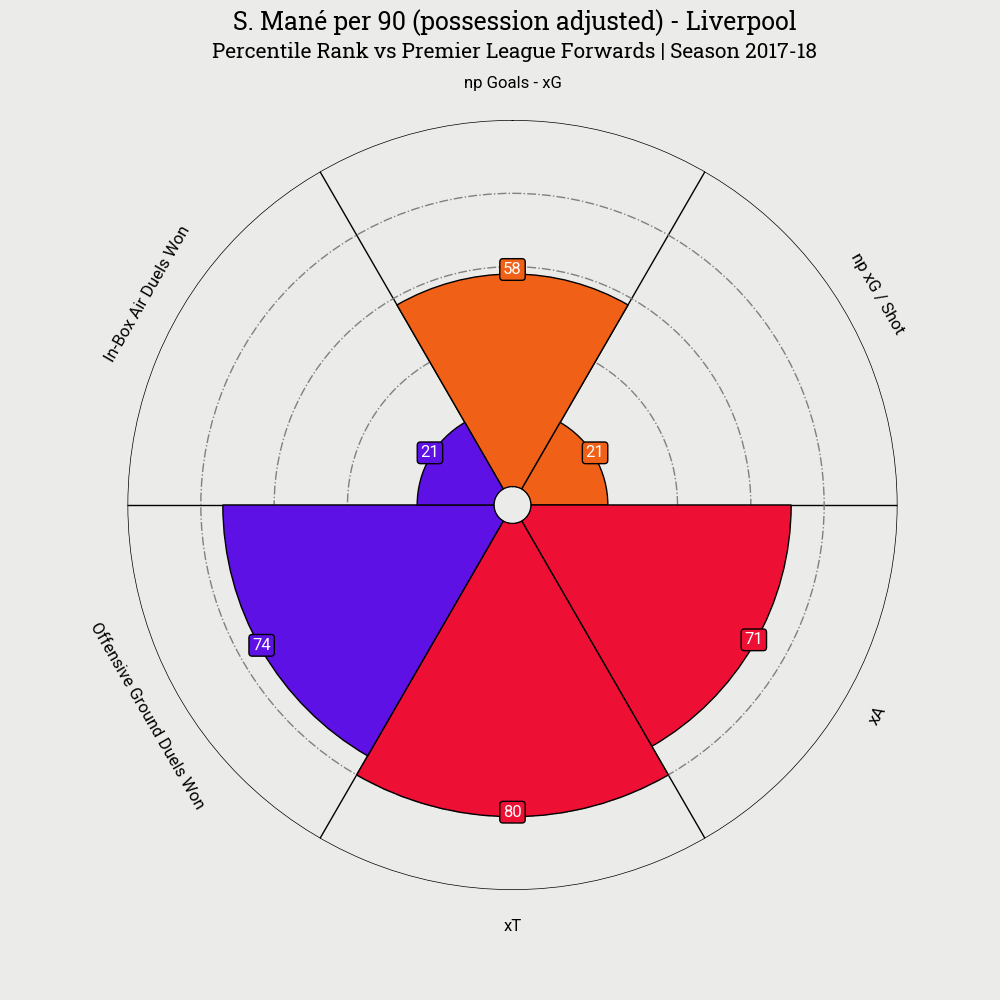 S. Mané per 90 (possession adjusted) - Liverpool
Percentile Rank vs Premier League Forwards | Season 2017-18
np Goals - xG
In-Box Air Duels Won
np xG / Shot
58
21
21
74
71
Offensive Ground Duels Won
xA
80
xT